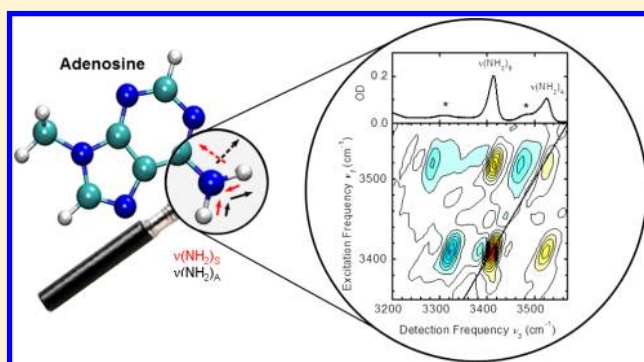 Adenosine
ν(NH₂)S
ν(NH₂)A
OD
0.2
0.0
*
ν(NH₂)S
*
ν(NH₂)A
Excitation Frequency ν₁ (cm⁻¹)
3500
3400
3200 3300 3400 3500
Detection Frequency ν₃ (cm⁻¹)